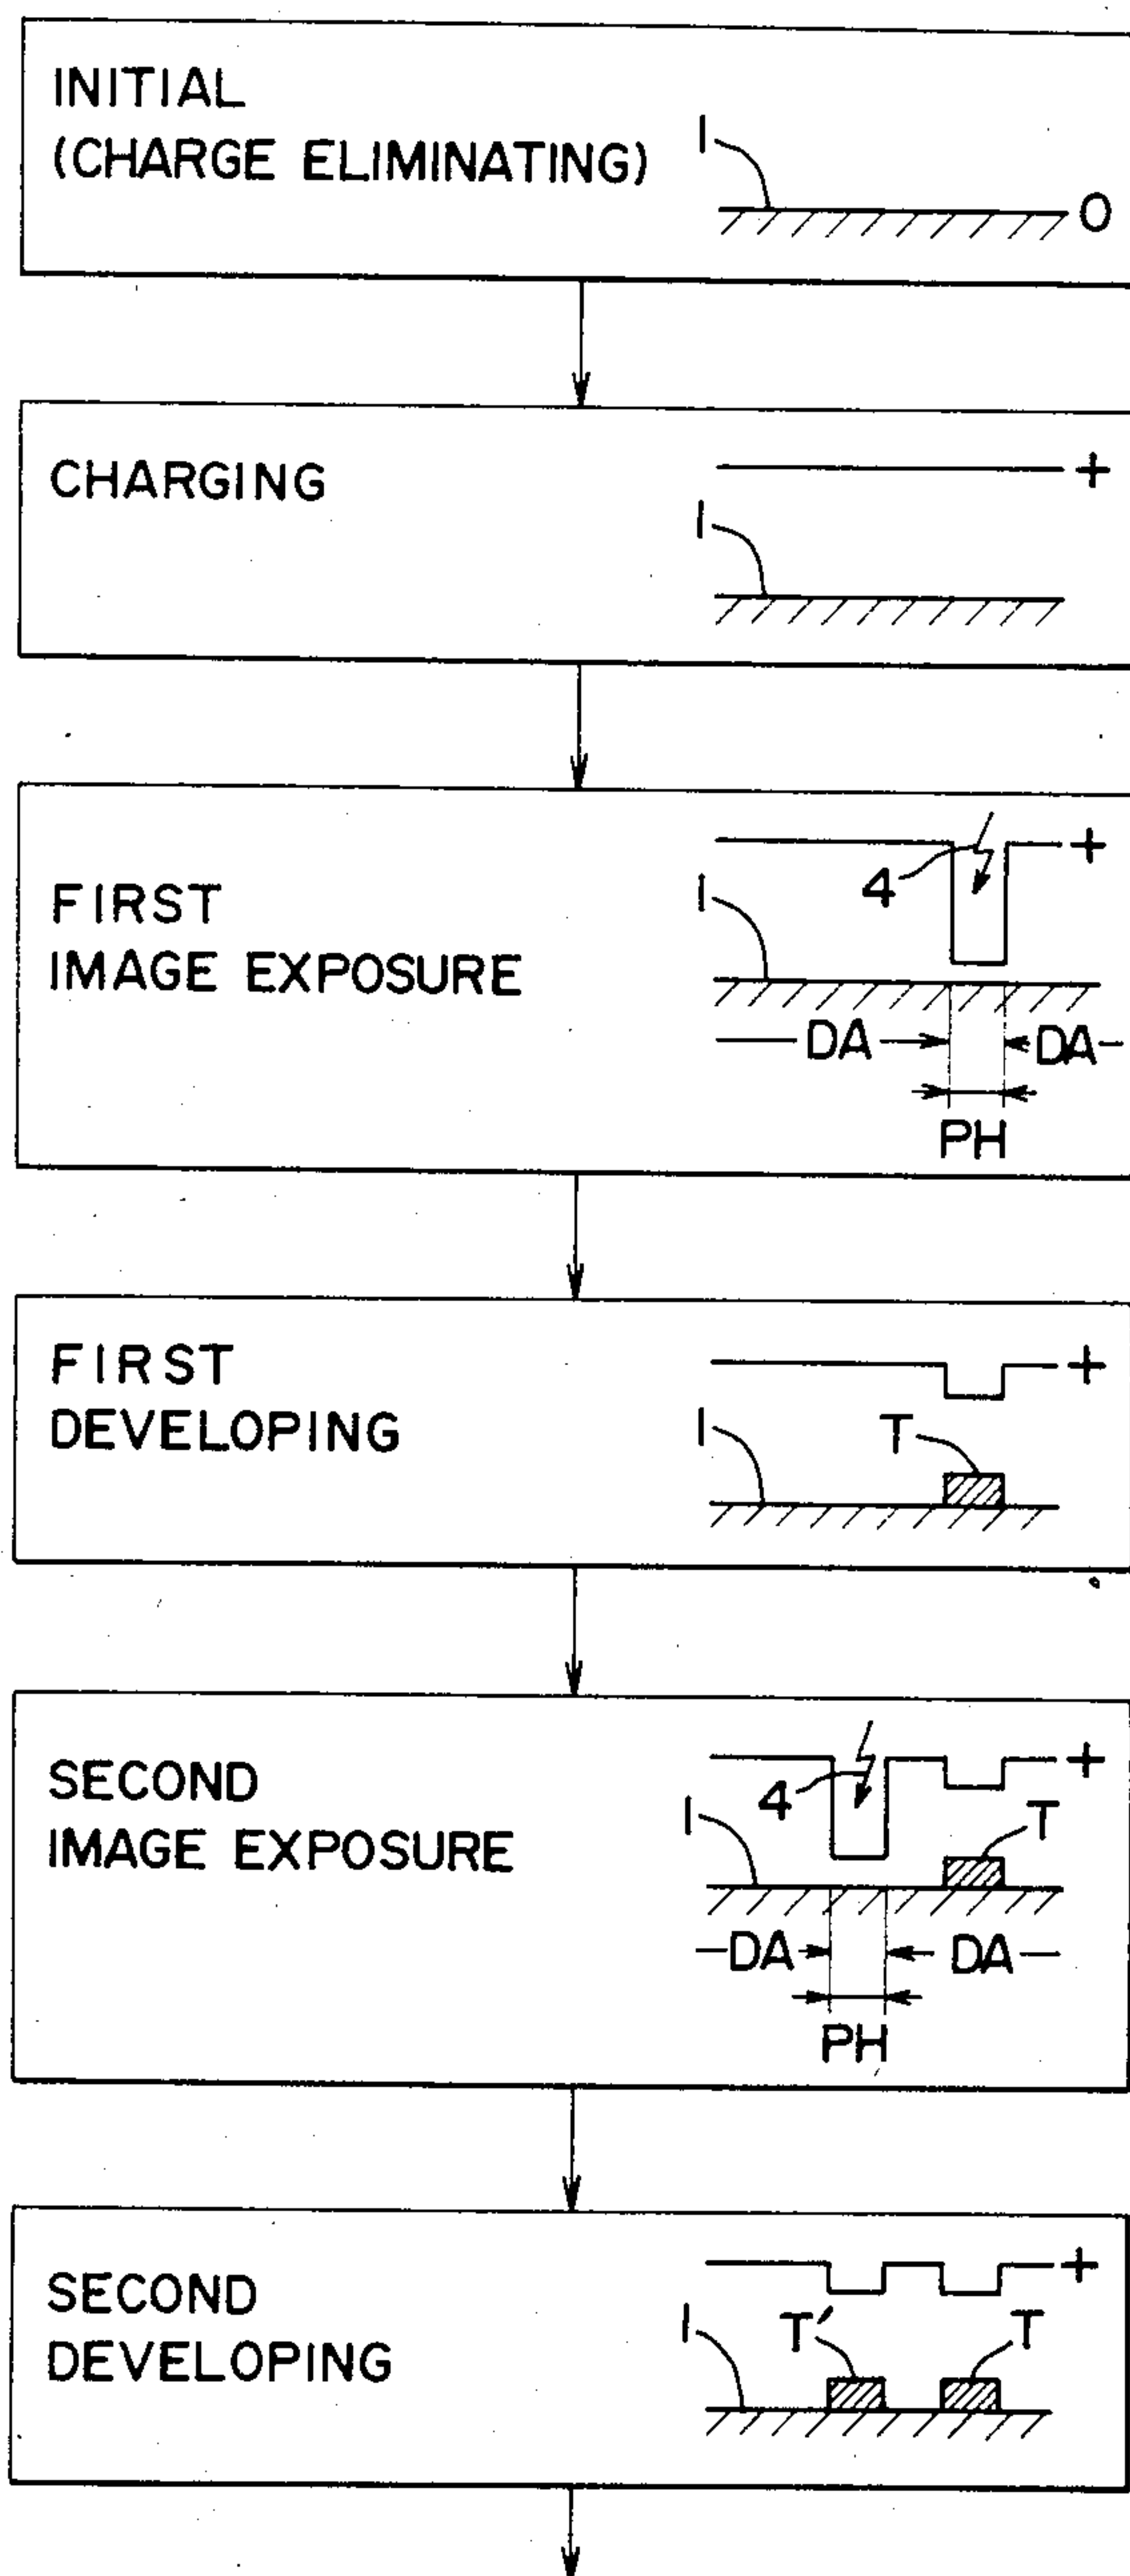 INITIAL
(CHARGE ELIMINATING)
1
0
CHARGING
+
1
FIRST
IMAGE EXPOSURE
4
+
1
DA
DA
PH
FIRST
DEVELOPING
+
1
T
SECOND
IMAGE EXPOSURE
4
+
1
T
DA
DA
PH
SECOND
DEVELOPING
+
1
T'
T